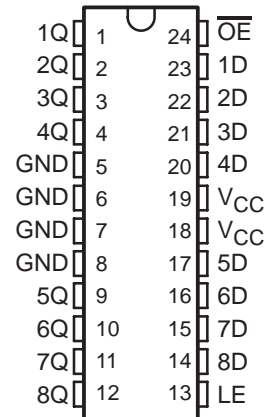 1Q 1 24 OE
2Q 2 23 1D
3Q 3 22 2D
4Q 4 21 3D
GND 5 20 4D
GND 6 19 VCC
GND 7 18 VCC
GND 8 17 5D
5Q 9 16 6D
6Q 10 15 7D
7Q 11 14 8D
8Q 12 13 LE